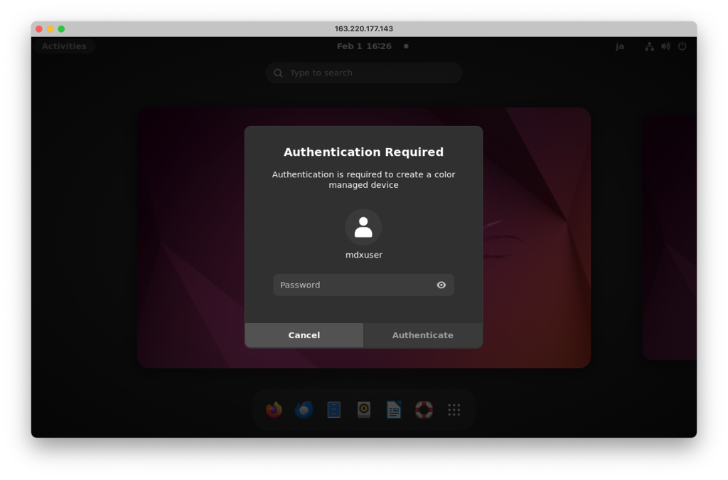 163.220.177.143
Activities
Feb 1 16:26
ja
Type to search
Authentication Required
Authentication is required to create a color
managed device
mdxuser
Password
Cancel
Authenticate